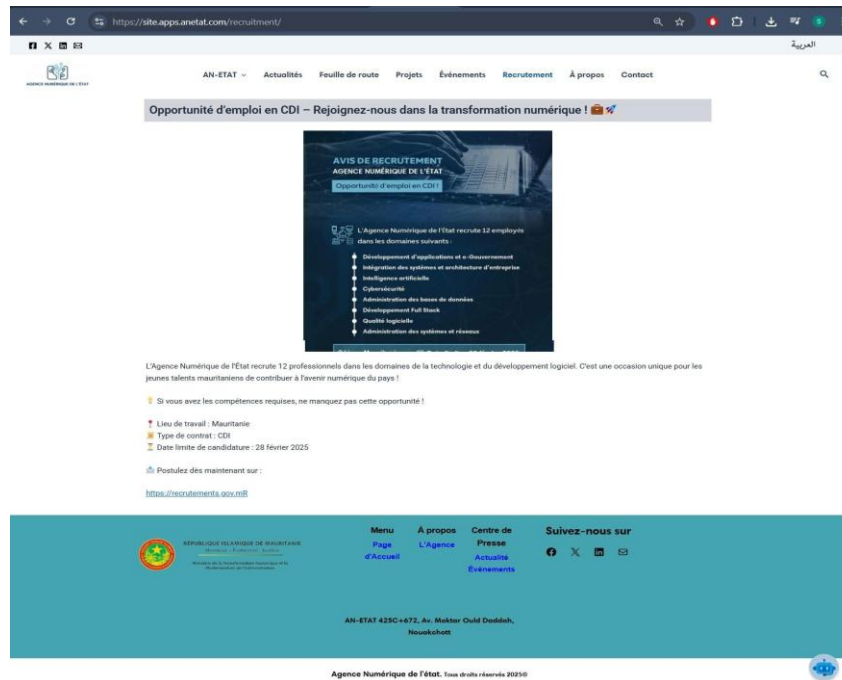 https://site.apps.anetat.com/recruitment/
العربية
AGENCE NUMÉRIQUE DE L'ÉTAT
AN-ETAT Actualités Feuille de route Projets Événements Recrutement À propos Contact
Opportunité d'emploi en CDI – Rejoignez-nous dans la transformation numérique !
AVIS DE RECRUTEMENT
AGENCE NUMÉRIQUE DE L'ÉTAT
Opportunité d'emploi en CDI !
L'Agence Numérique de l'État recrute 12 employés
dans les domaines suivants :
Développement d'applications et e-Gouvernement
Intégration des systèmes et architecture d'entreprise
Intelligence artificielle
Cybersécurité
Administration des bases de données
Développement Full Stack
Qualité logicielle
Administration des systèmes et réseaux
L'Agence Numérique de l'État recrute 12 professionnels dans les domaines de la technologie et du développement logiciel. C'est une occasion unique pour les
jeunes talents mauritaniens de contribuer à l'avenir numérique du pays !
Si vous avez les compétences requises, ne manquez pas cette opportunité !
Lieu de travail : Mauritanie
Type de contrat : CDI
Date limite de candidature : 28 février 2025
Postulez dès maintenant sur :
https://recrutements.gov.mR
RÉPUBLIQUE ISLAMIQUE DE MAURITANIE
Menu
Page
d'Accueil
À propos
L'Agence
Centre de
Presse
Actualité
Événements
Suivez-nous sur
AN-ETAT 425C+672, Av. Moktar Ould Daddah,
Nouakchott
Agence Numérique de l'état. Tous droits réservés 2025©